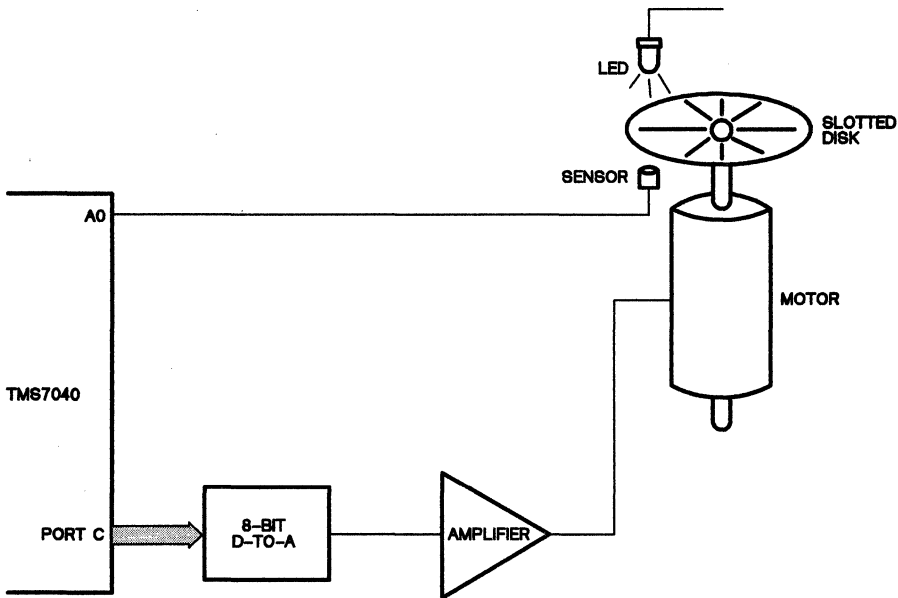 LED
SLOTTED
DISK
SENSOR
A0
MOTOR
TMS7040
PORT C
8-BIT
D-TO-A
AMPLIFIER